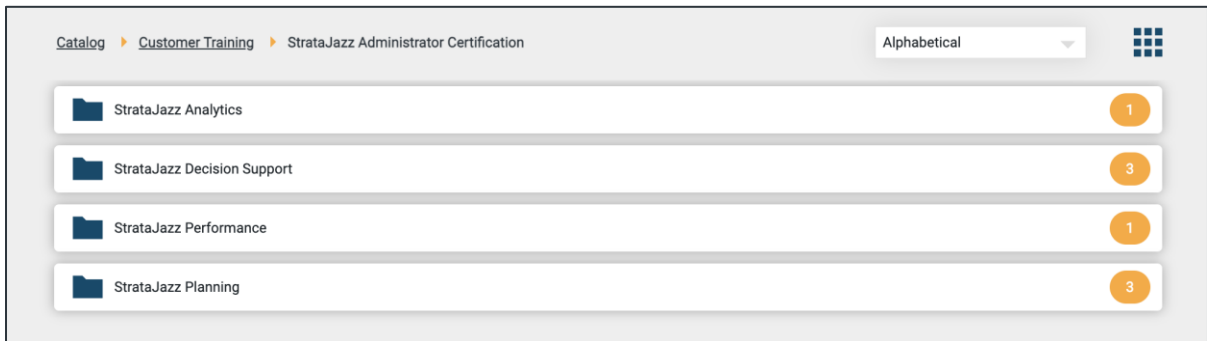 Catalog Customer Training StrataJazz Administrator Certification Alphabetical
StrataJazz Analytics 1
StrataJazz Decision Support 3
StrataJazz Performance 1
StrataJazz Planning 3